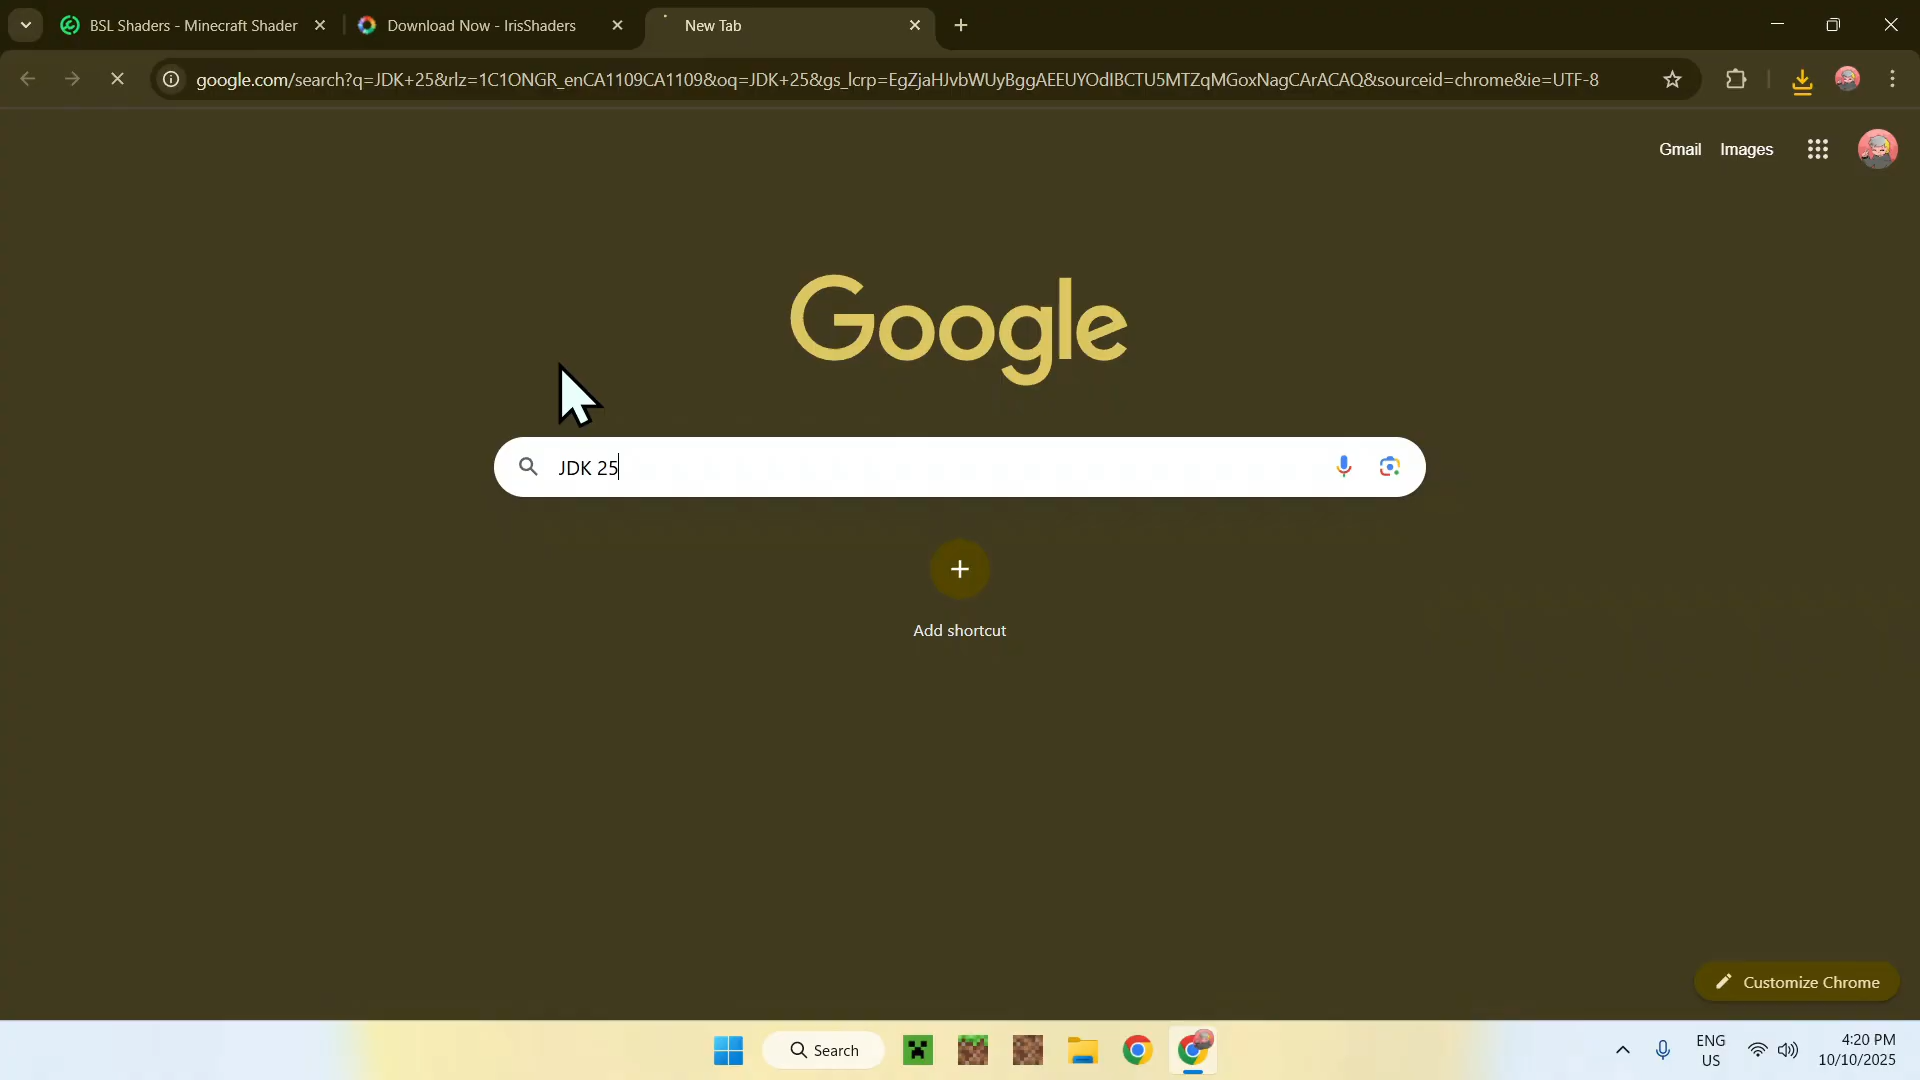 BSL Shaders - Minecraft Shader
Download Now - IrisShaders
New Tab
google.com/search?q=JDK+25&rlz=1C1ONGR_enCA1109CA1109&oq=JDK+25&gs_lcrp=EgZjaHJvbWUyBggAEEUYOdIBCTU5MTZqMGoxNagCArACAQ&sourceid=chrome&ie=UTF-8
Gmail Images
Google
JDK 25
Add shortcut
Customize Chrome
Search
ENG
US
4:20 PM
10/10/2025